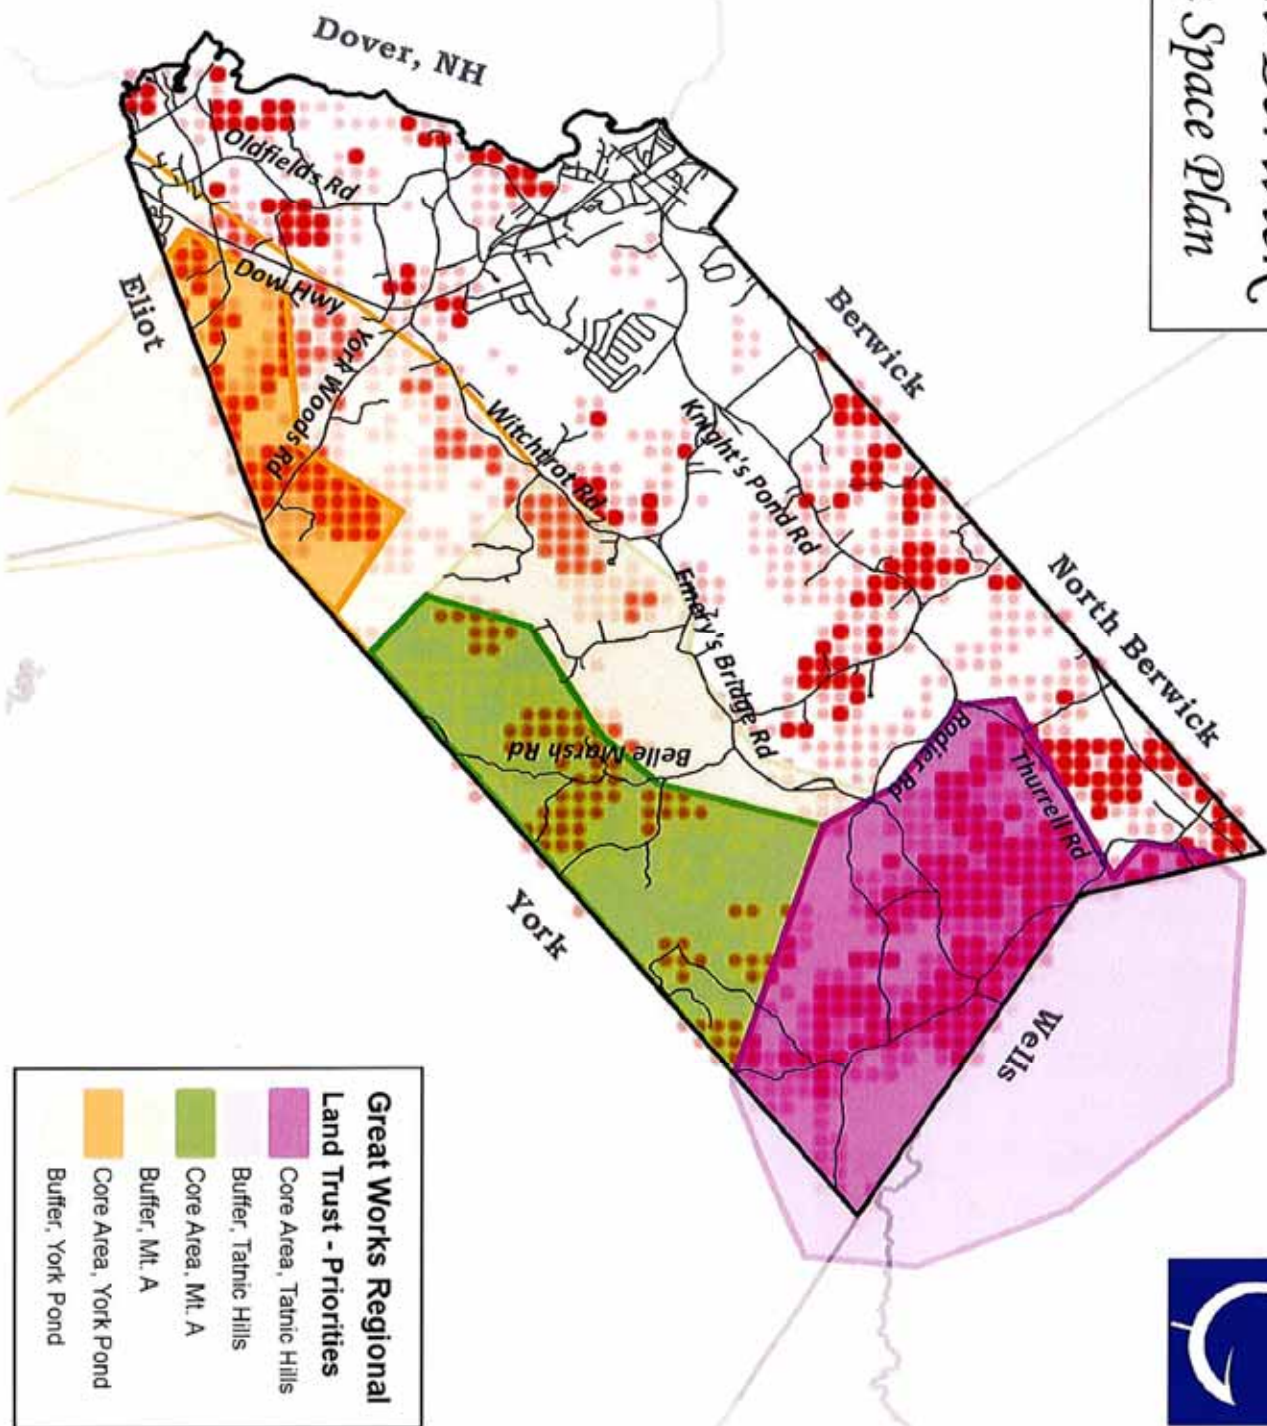 Space Plan
Dover, NH
Oldfields Rd
Dow Hwy
Eliot
York Woods Rd
Witchtrot Rd
Knight's Pond Rd
Berwick
North Berwick
Emery's Bridge Rd
Belle Marsh Rd
Rodier Rd
Thurrell Rd
York
Wells
Great Works Regional
Land Trust - Priorities
Core Area, Tatnic Hills
Buffer, Tatnic Hills
Core Area, Mt. A
Buffer, Mt. A
Core Area, York Pond
Buffer, York Pond